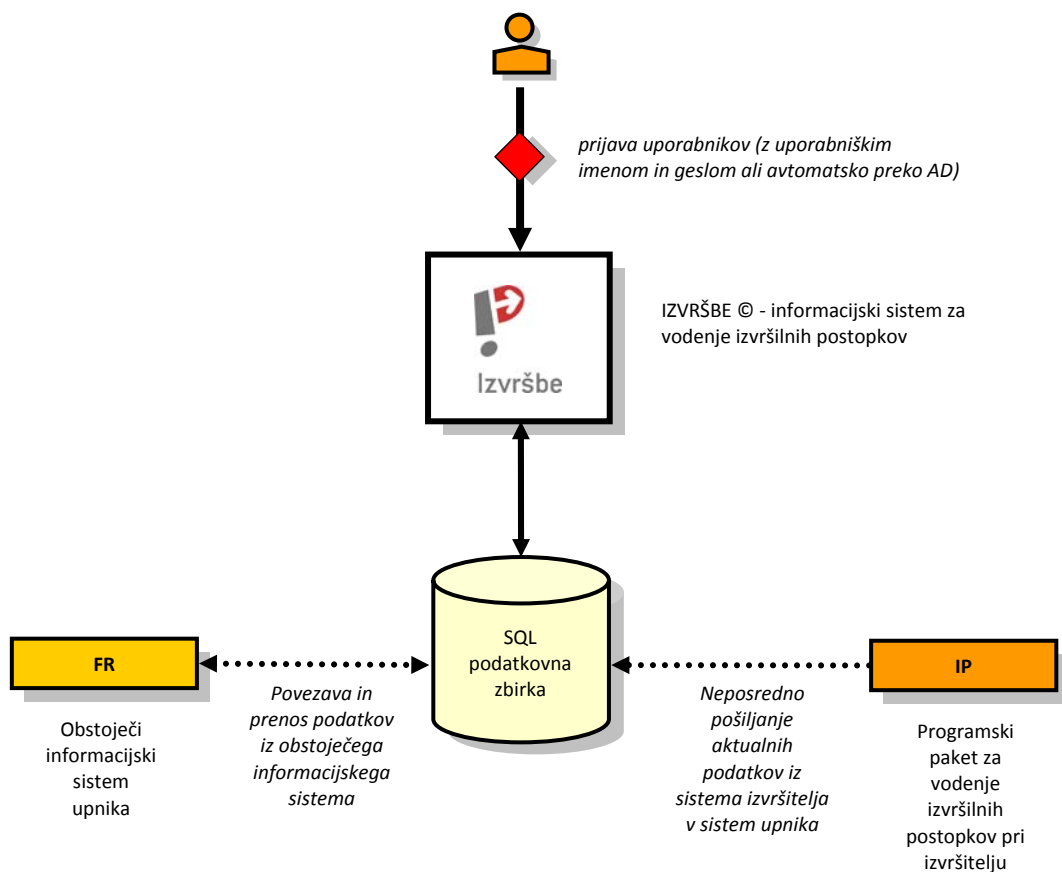 prijava uporabnikov (z uporabniškim
imenom in geslom ali avtomatsko preko AD)
Izvršbe
IZVRŠBE © - informacijski sistem za
vodenje izvršilnih postopkov
SQL
podatkovna
zbirka
FR
Obstoječi
informacijski
sistem
upnika
Povezava in
prenos podatkov
iz obstoječega
informacijskega
sistema
Neposredno
pošiljanje
aktualnih
podatkov iz
sistema izvršitelja
v sistem upnika
IP
Programski
paket za
vodenje
izvršilnih
postopkov pri
izvršitelju